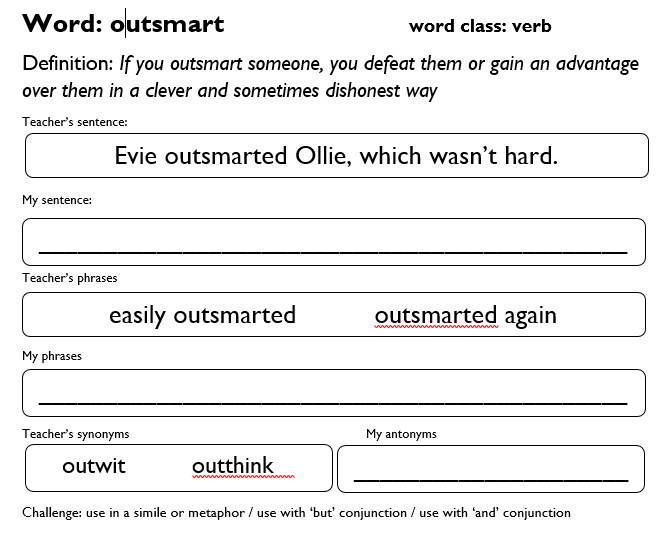 Word: outsmart word class: verb
Definition: If you outsmart someone, you defeat them or gain an advantage
over them in a clever and sometimes dishonest way
Teacher’s sentence:
Evie outsmarted Ollie, which wasn’t hard.
My sentence:
Teacher’s phrases
easily outsmarted outsmarted again
My phrases
Teacher’s synonyms My antonyms
outwit outthink
Challenge: use in a simile or metaphor / use with ‘but’ conjunction / use with ‘and’ conjunction